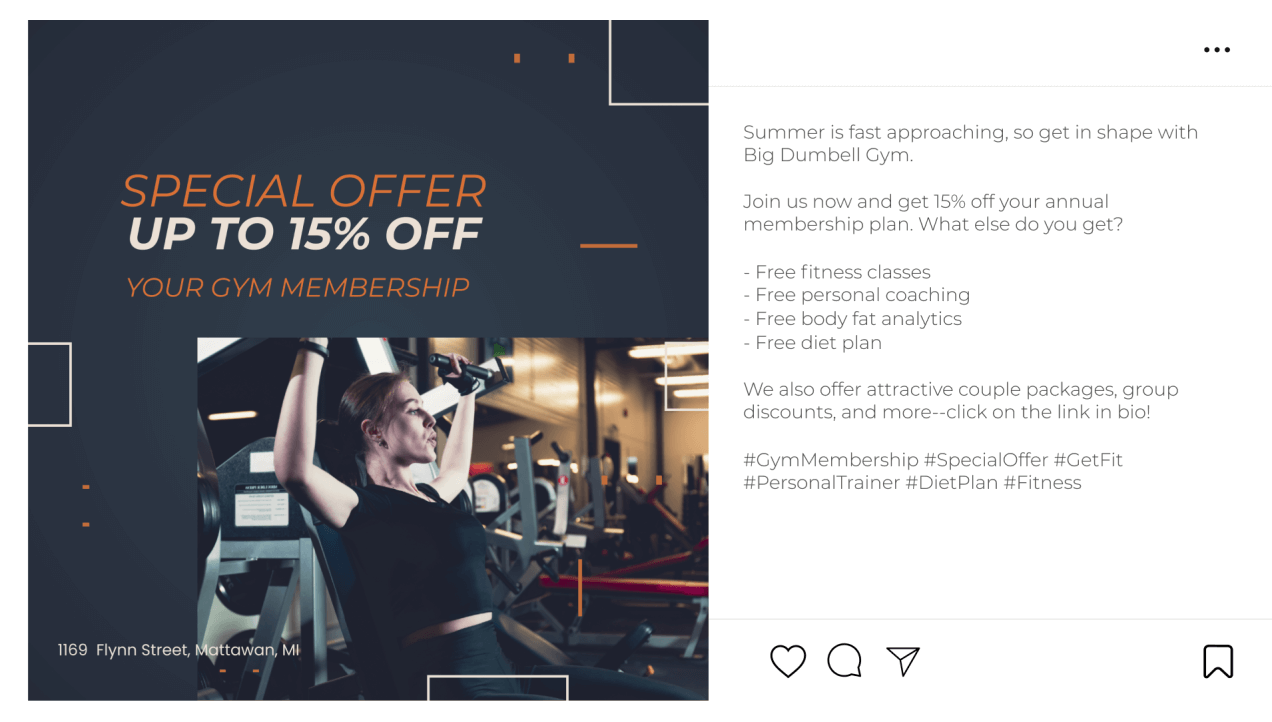 SPECIAL OFFER
UP TO 15% OFF
YOUR GYM MEMBERSHIP
1169 Flynn Street, Mattawan, MI
Summer is fast approaching, so get in shape with
Big Dumbell Gym.
Join us now and get 15% off your annual
membership plan. What else do you get?
- Free fitness classes
- Free personal coaching
- Free body fat analytics
- Free diet plan
We also offer attractive couple packages, group
discounts, and more--click on the link in bio!
#GymMembership #SpecialOffer #GetFit
#PersonalTrainer #DietPlan #Fitness